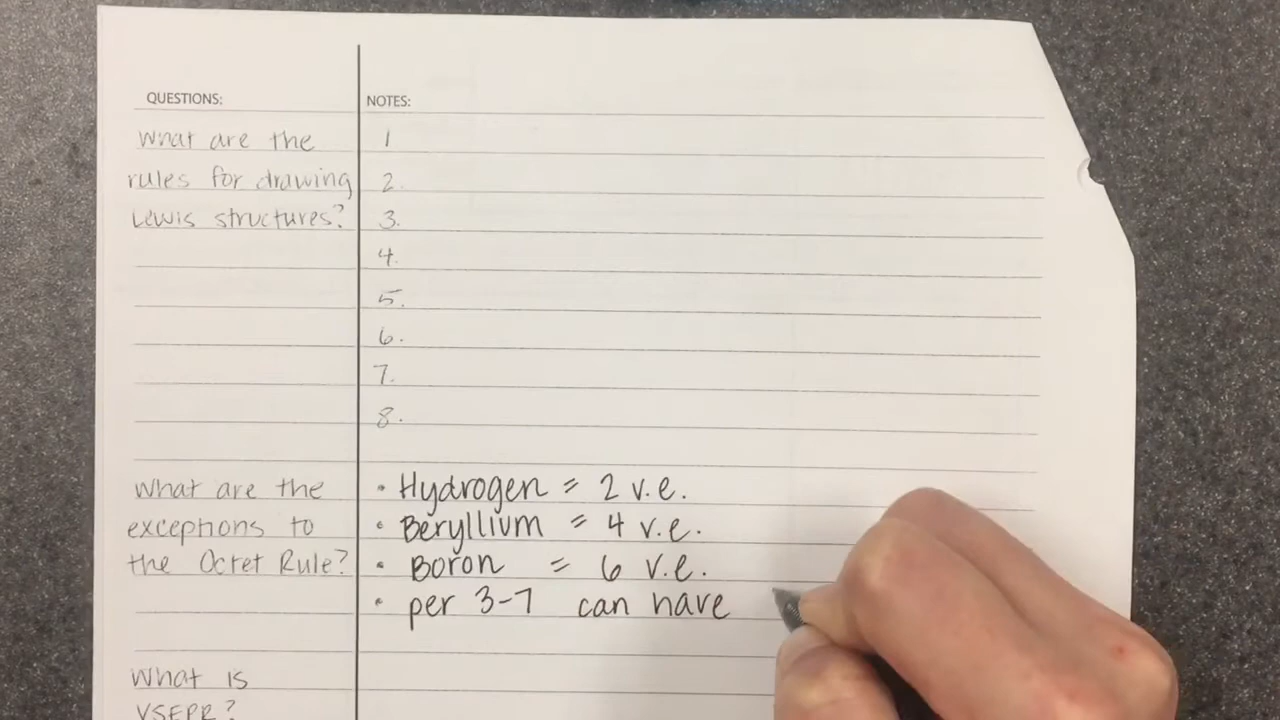 QUESTIONS:
NOTES:
What are the
rules for drawing
Lewis structures?
1
2.
3.
4.
5.
6.
7.
8.
What are the
exceptions to
the Octet Rule?
• Hydrogen = 2 v.e.
• Beryllium = 4 v.e.
• Boron = 6 v.e.
• per 3-7 can have
What is
VSEPR?